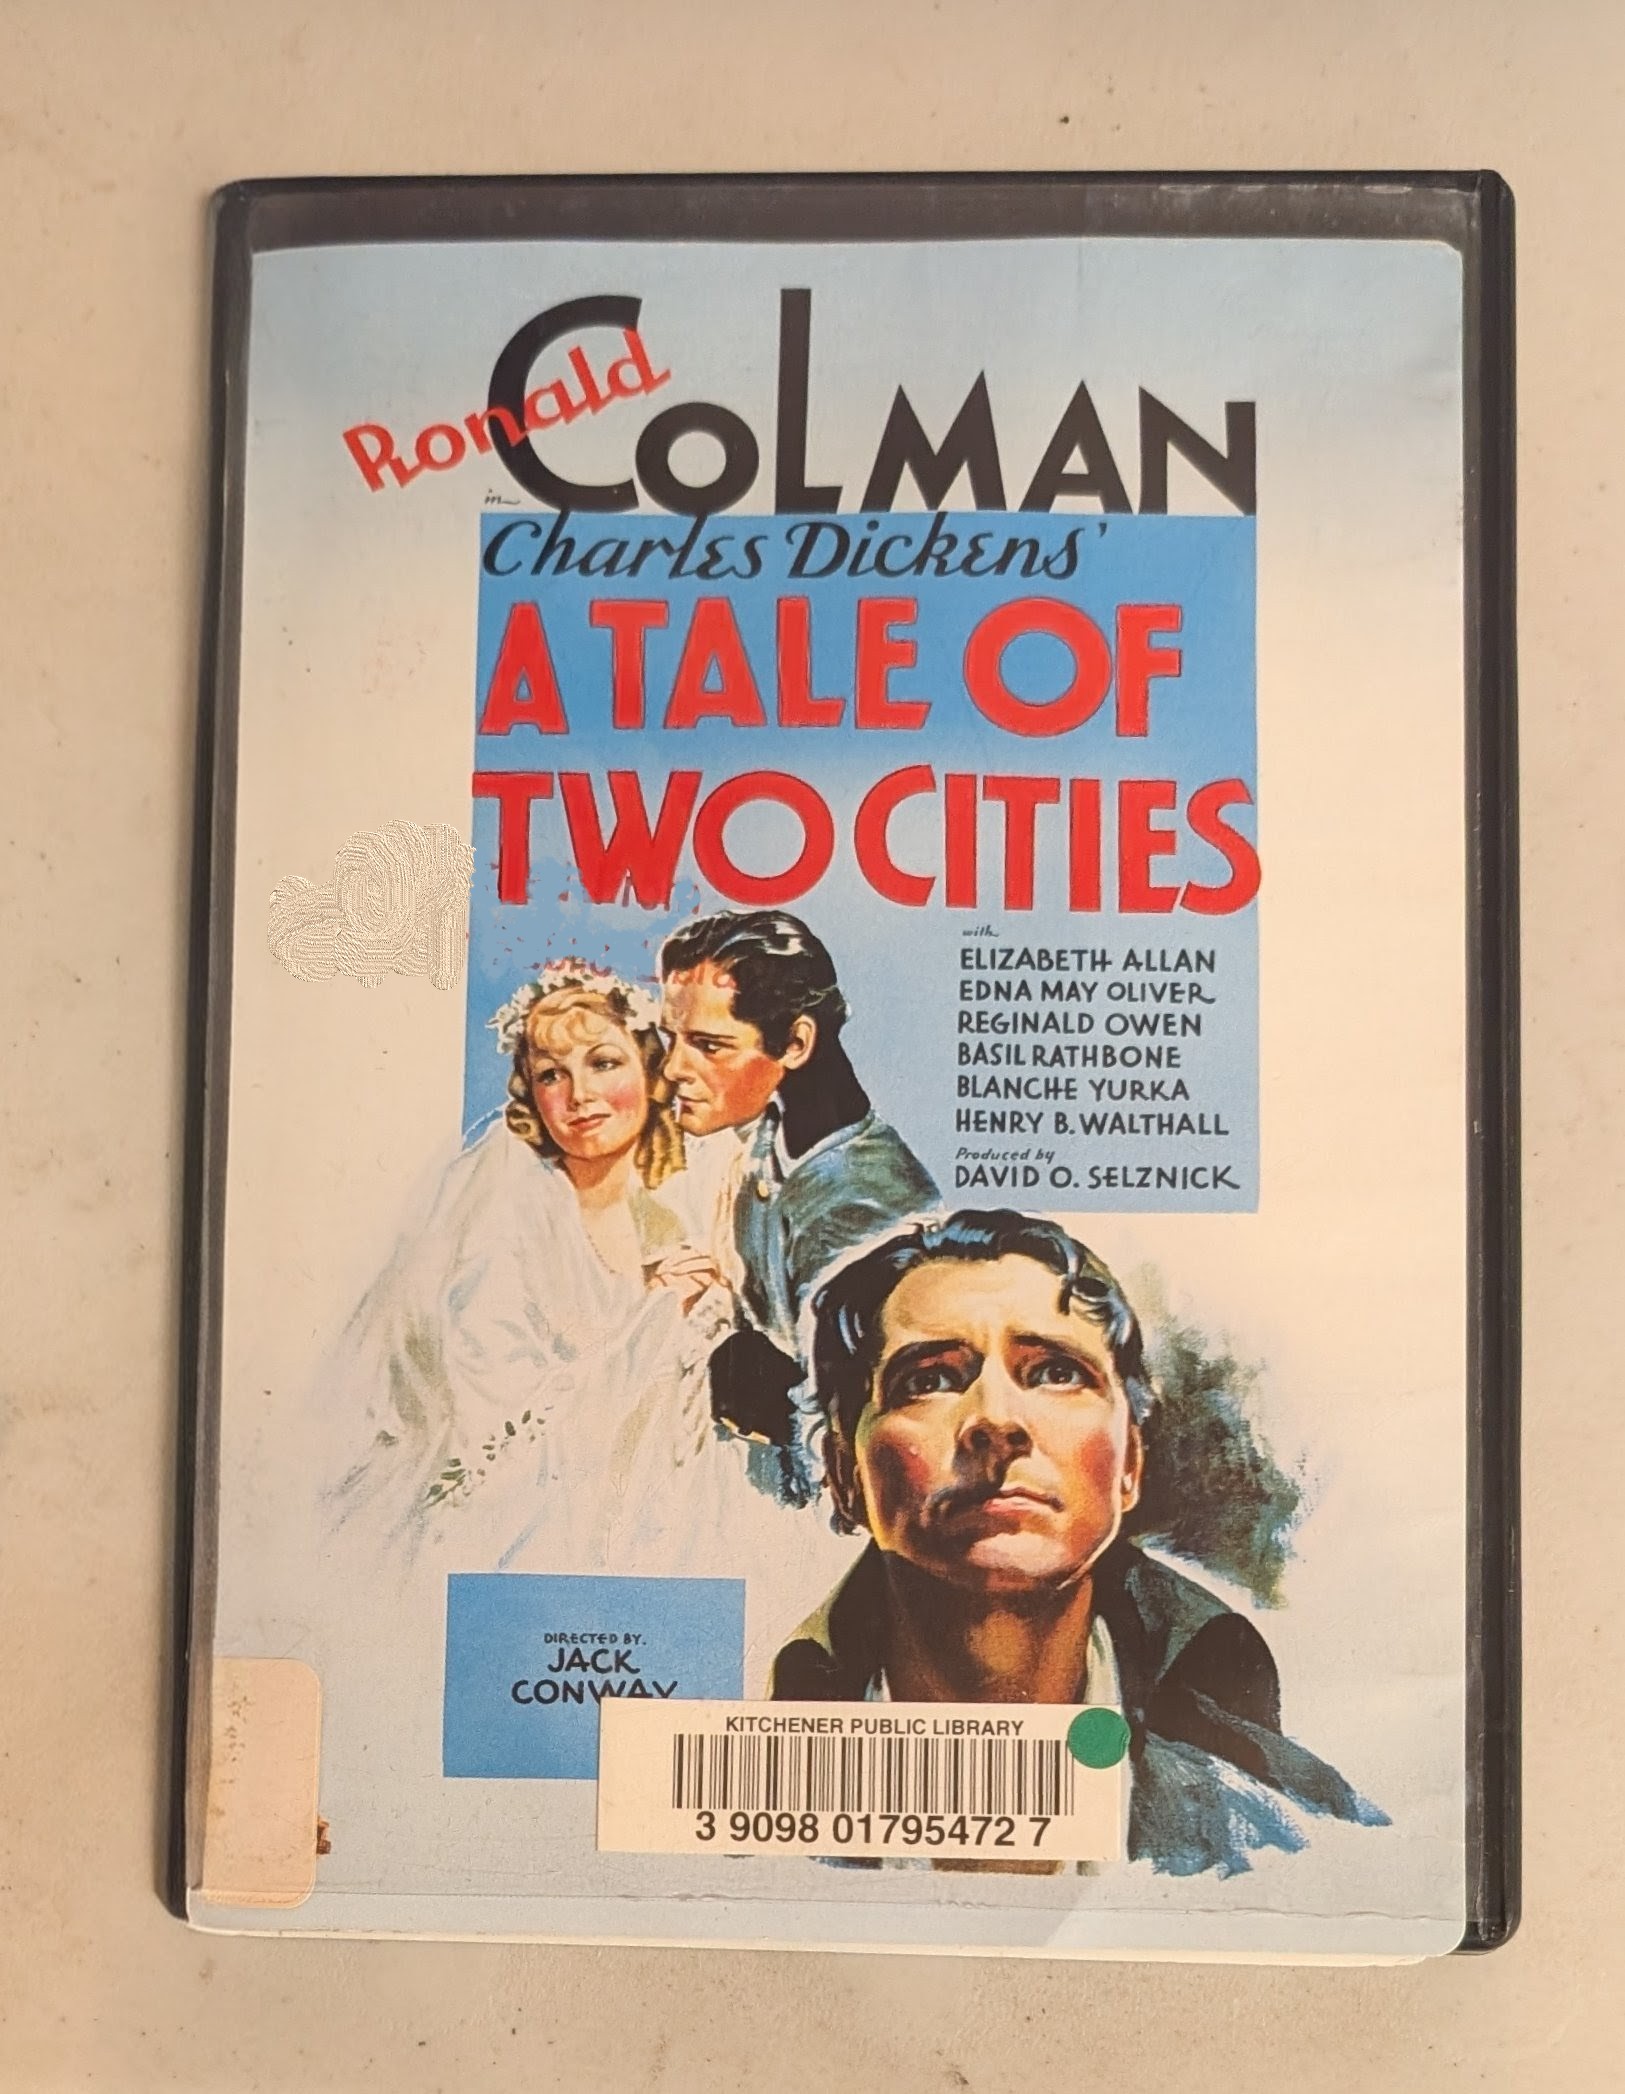 Ronald
COLMAN
in
Charles Dickens'
A TALE OF
TWO CITIES
with
ELIZABETH ALLAN
EDNA MAY OLIVER
REGINALD OWEN
BASIL RATHBONE
BLANCHE YURKA
HENRY B. WALTHALL
Produced by
DAVID O. SELZNICK
DIRECTED BY.
JACK
CONWAY
KITCHENER PUBLIC LIBRARY
3 9098 01795472 7